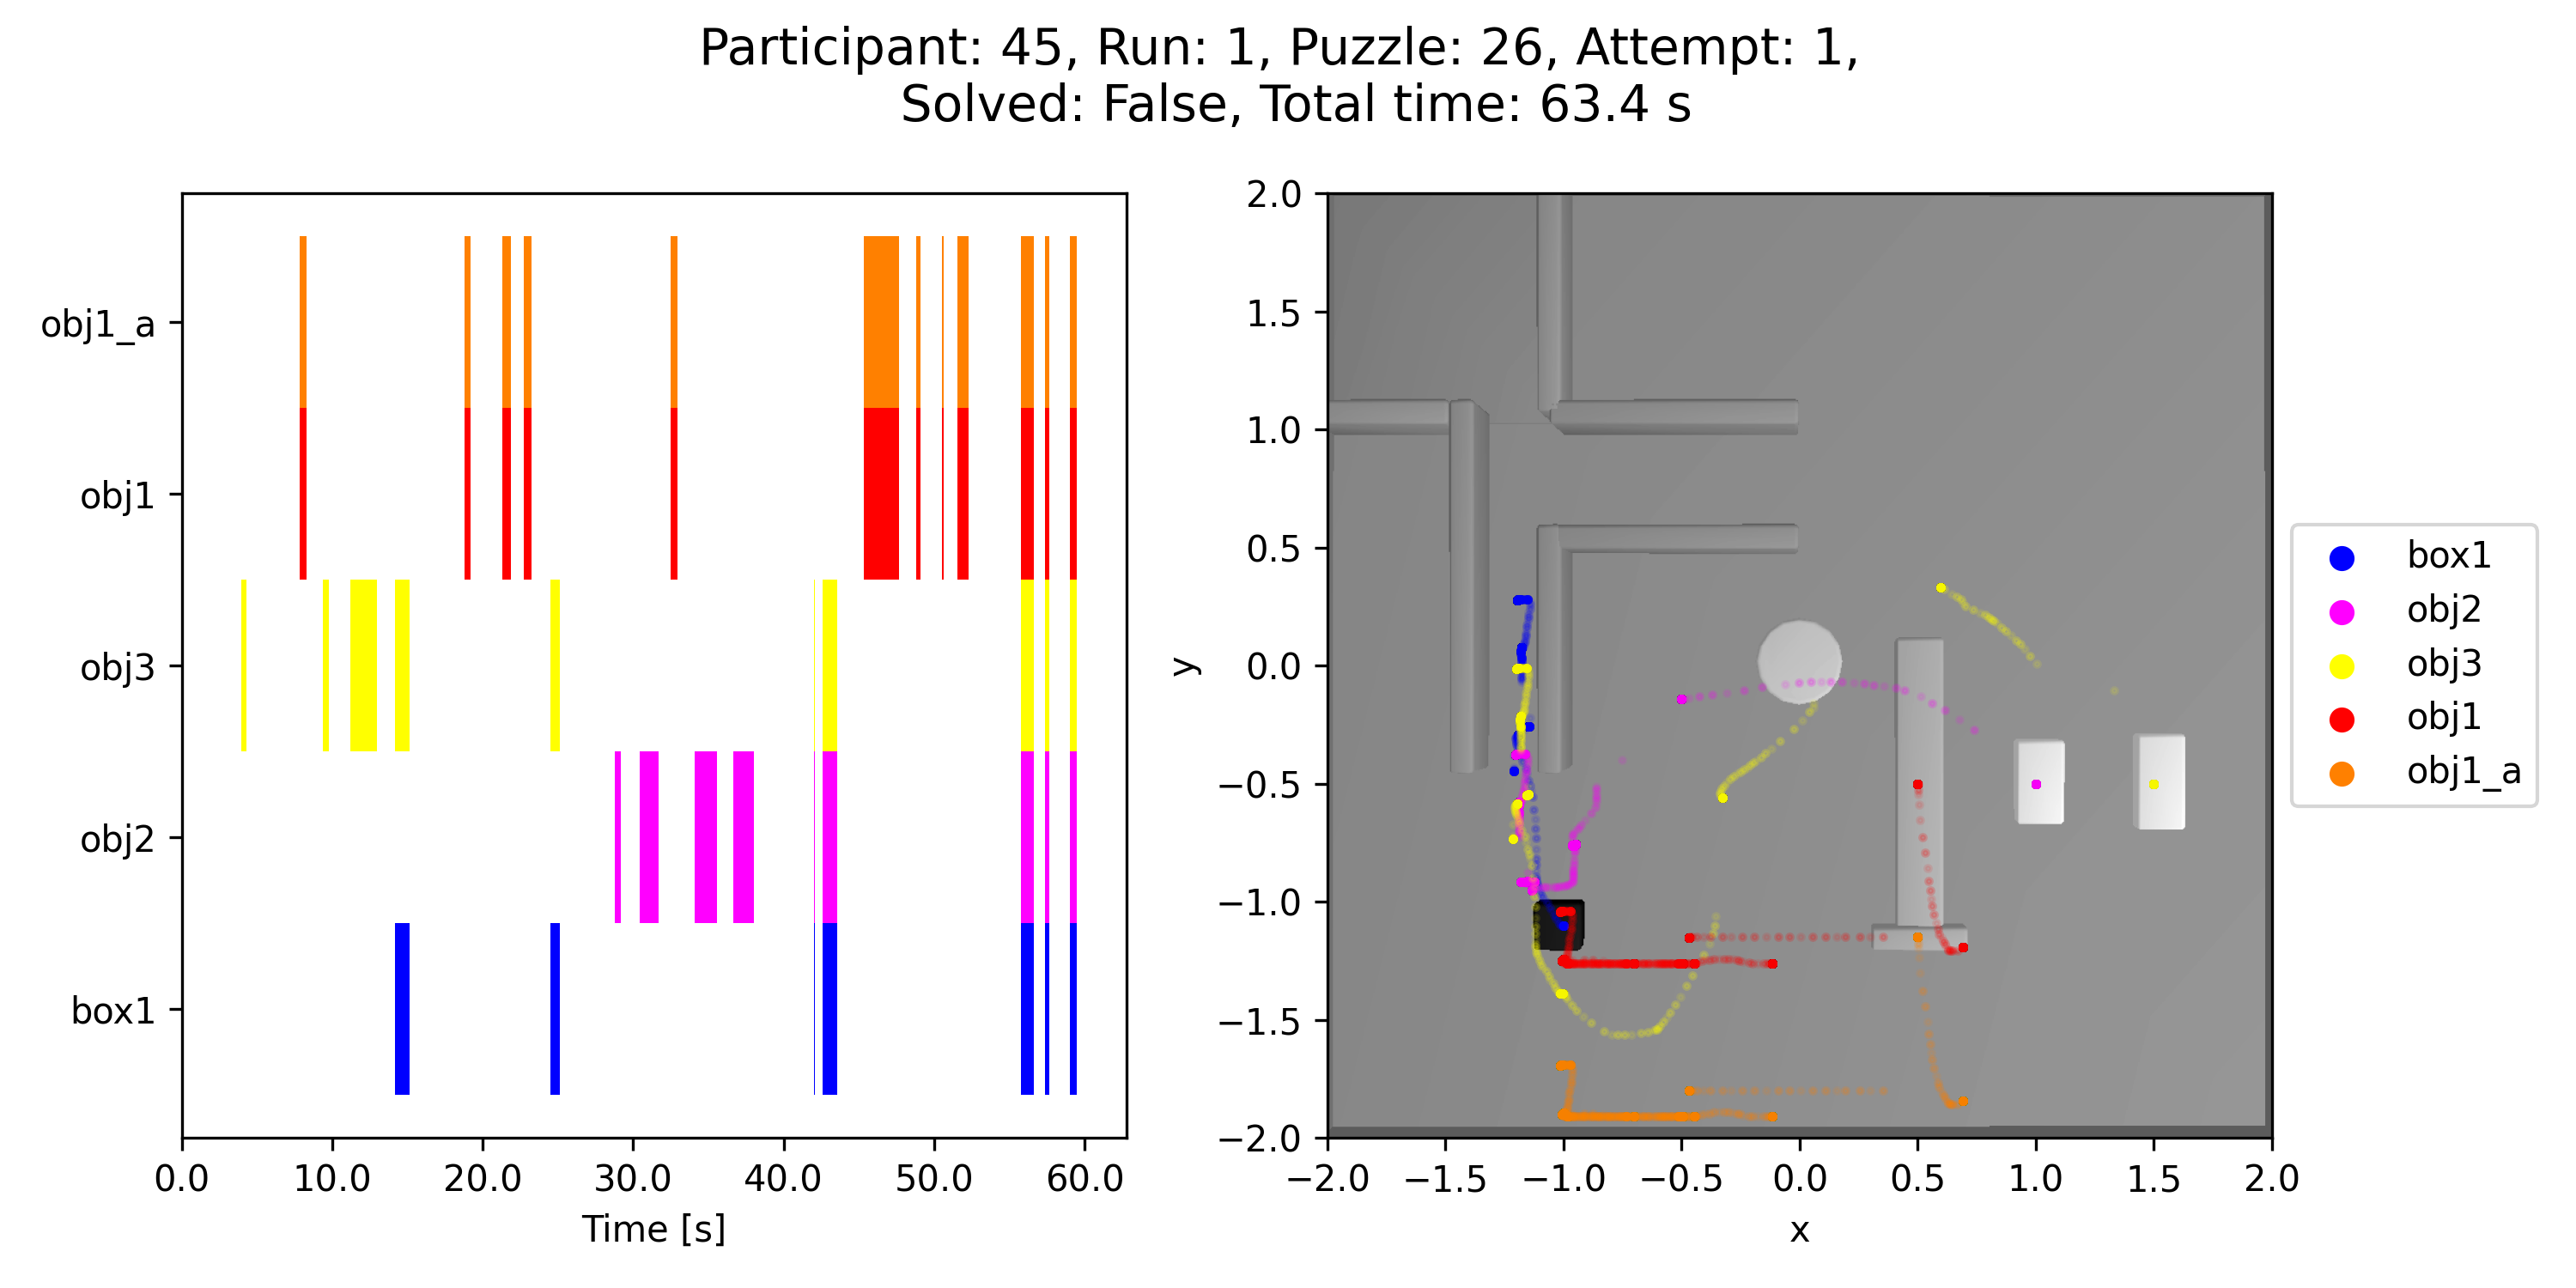 Participant: 45, Run: 1, Puzzle: 26, Attempt: 1,
Solved: False, Total time: 63.4 s
obj1_a
obj1
obj3
obj2
box1
0.0 10.0 20.0 30.0 40.0 50.0 60.0
Time [s]
2.0
1.5
1.0
0.5
0.0
−0.5
−1.0
−1.5
−2.0
y
−2.0 −1.5 −1.0 −0.5 0.0 0.5 1.0 1.5 2.0
x
box1
obj2
obj3
obj1
obj1_a